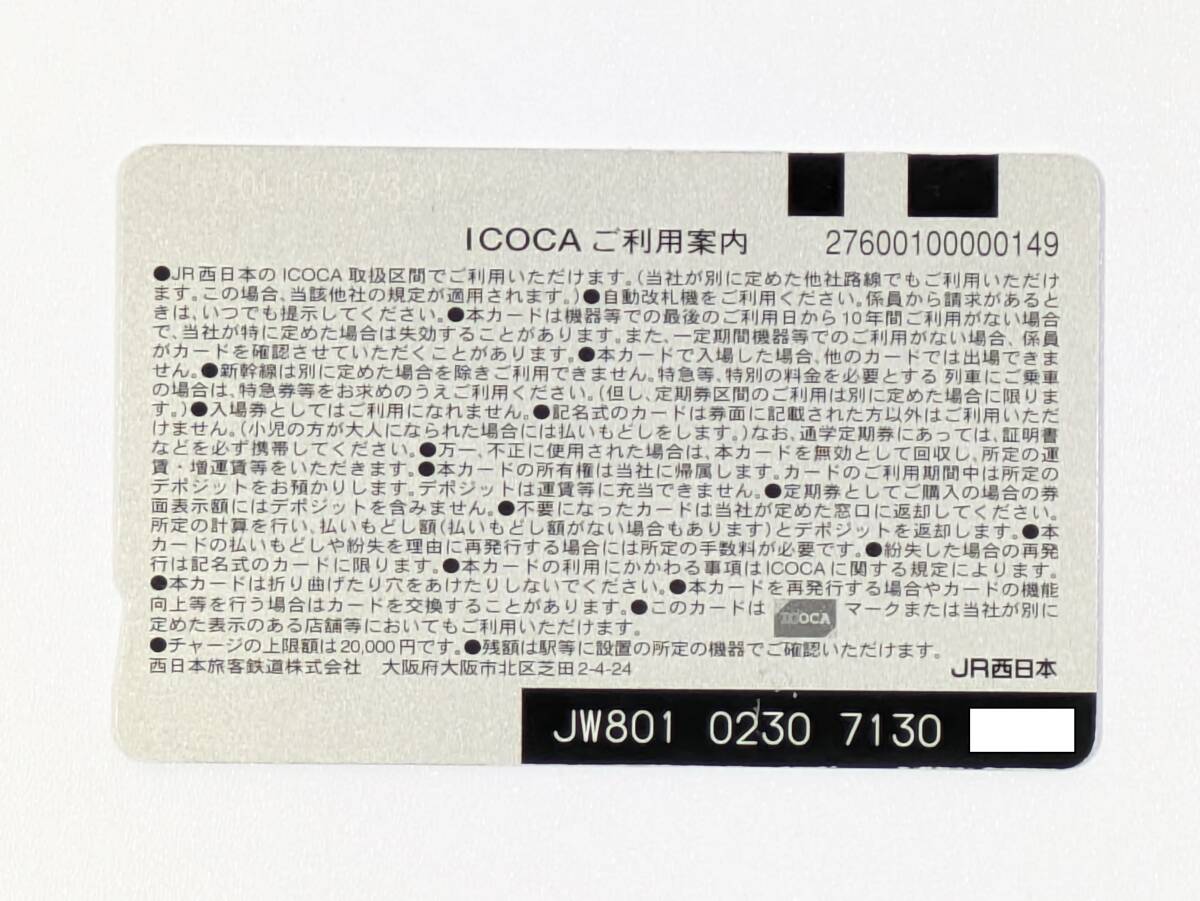 ICOCA ご利用案内 27600100000149
●JR西日本のICOCA取扱区間でご利用いただけます。(当社が別に定めた他社路線でもご利用いただけ
ます。この場合、当該他社の規定が適用されます。)●自動改札機をご利用ください。係員から請求があると
きは、いつでも提示してください。●本カードは機器等での最後のご利用日から10年間ご利用がない場合
で、当社が特に定めた場合は失効することがあります。また、一定期間機器等でのご利用がない場合、係員
がカードを確認させていただくことがあります。●本カードで入場した場合、他のカードでは出場できま
せん。●新幹線は別に定めた場合を除きご利用できません。特急等、特別の料金を必要とする 列車にご乗車
の場合は、特急券等をお求めのうえご利用ください。(但し、定期券区間のご利用は別に定めた場合に限りま
す。)●入場券としてはご利用になれません。●記名式のカードは券面に記載された方以外はご利用いただ
けません。(小児の方が大人になられた場合には払いもどしをします。)なお、通学定期券にあっては、証明書
などを必ず携帯してください。●万一、不正に使用された場合は、本カードを無効として回収し、所定の運
賃・増運賃等をいただきます。●本カードの所有権は当社に帰属します。カードのご利用期間中は所定の
デポジットをお預かりします。デポジットは運賃等に充当できません。●定期券としてご購入の場合の券
面表示額にはデポジットを含みません。●不要になったカードは当社が定めた窓口に返却してください。
所定の計算を行い、払いもどし額(払いもどし額がない場合もあります)とデポジットを返却します。●本
カードの払いもどしや紛失を理由に再発行する場合には所定の手数料が必要です。●紛失した場合の再発
行は記名式のカードに限ります。●本カードの利用にかかわる事項はICOCAに関する規定によります。
●本カードは折り曲げたり穴をあけたりしないでください。●本カードを再発行する場合やカードの機能
向上等を行う場合はカードを交換することがあります。●このカードは ICOCA マークまたは当社が別に
定めた表示のある店舗等においてもご利用いただけます。
●チャージの上限額は20,000円です。●残額は駅等に設置の所定の機器でご確認いただけます。
西日本旅客鉄道株式会社 大阪府大阪市北区芝田2-4-24 JR西日本
JW801 0230 7130